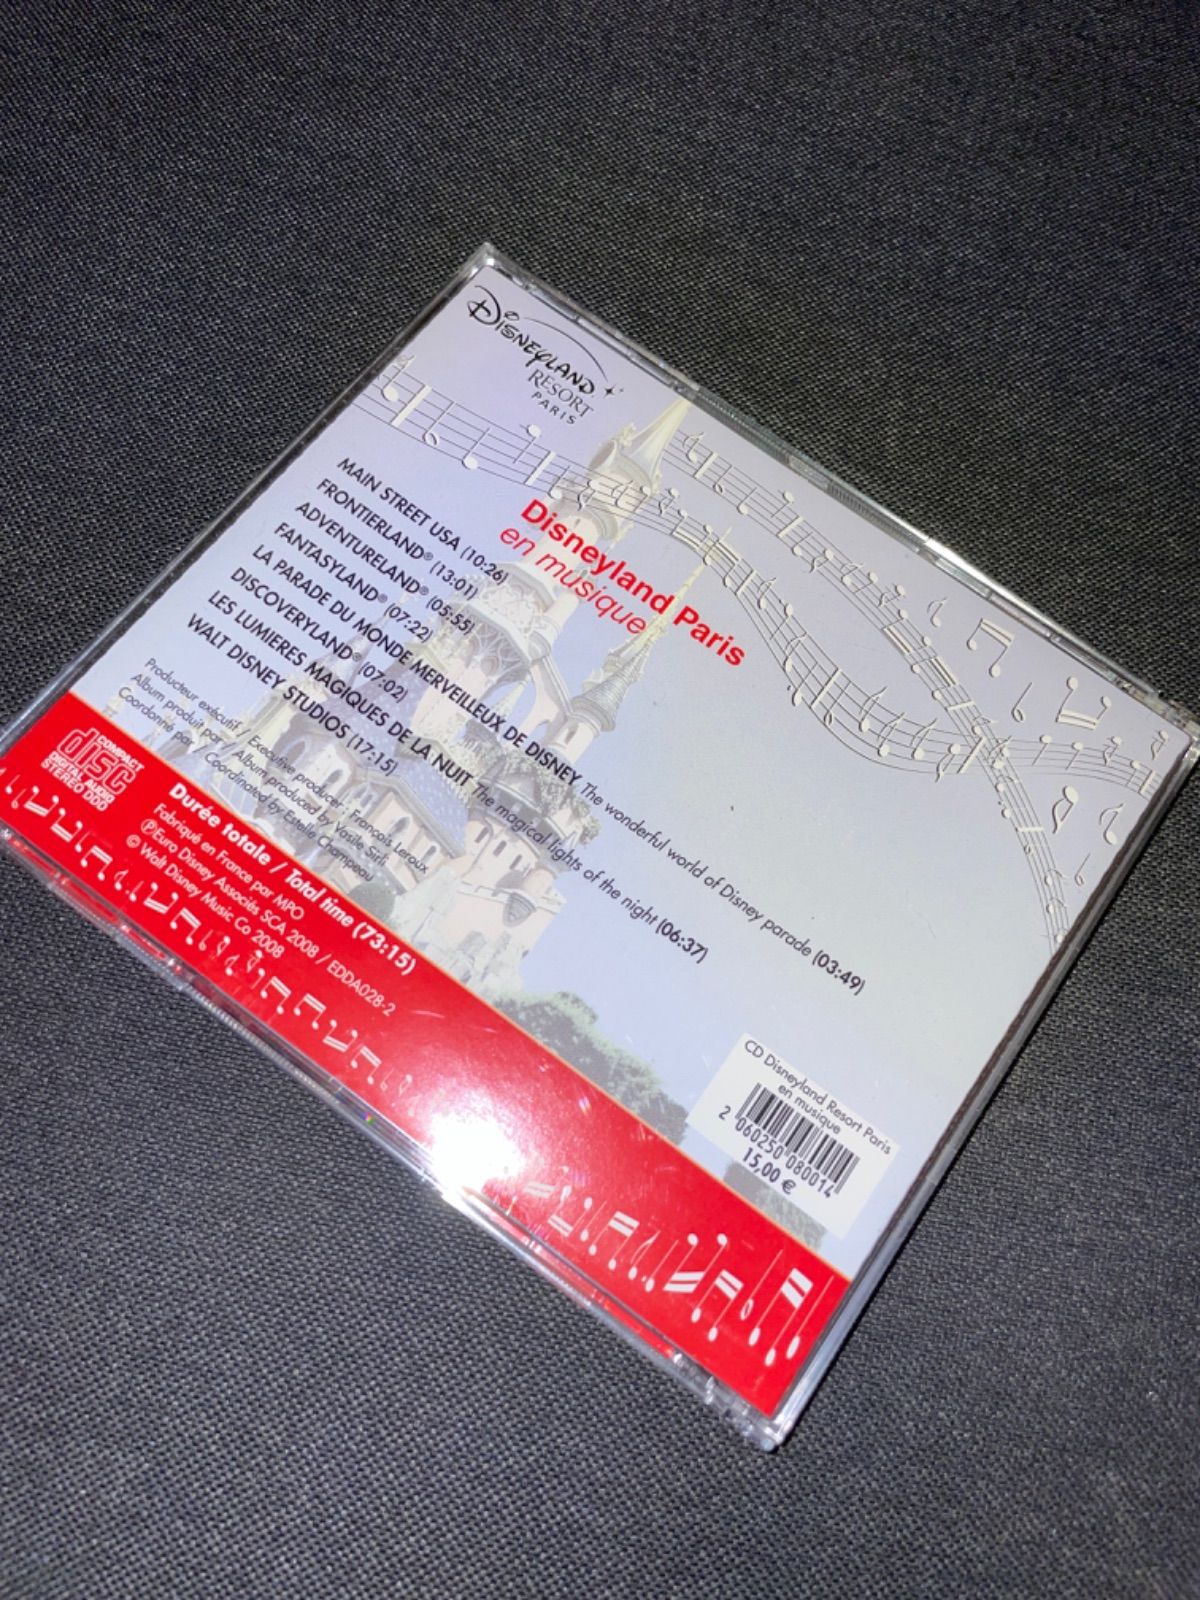 Disneyland
RESORT
PARIS
Disneyland Paris
en musique
MAIN STREET USA (10:26)
FRONTIERLAND® (13:01)
ADVENTURELAND® (05:55)
FANTASYLAND® (07:22)
LA PARADE DU MONDE MERVEILLEUX DE DISNEY The wonderful world of Disney parade (03:49)
DISCOVERYLAND® (07:02)
LES LUMIERES MAGIQUES DE LA NUIT The magical lights of the night (06:37)
WALT DISNEY STUDIOS (17:15)
Producteur exécutif / Executive producer : François Leroux
Album produit par / Album produced by Vasile Sirli
Coordonné par / Coordinated by Estelle Champeau
COMPACT
disc
DIGITAL AUDIO
STEREO DDD
Durée totale / Total time (73:15)
Fabriqué en France par MPO
℗Euro Disney Associés SCA 2008 / EDDA028-2
© Walt Disney Music Co 2008
CD Disneyland Resort Paris
en musique
2 060250 080014
15,00 €